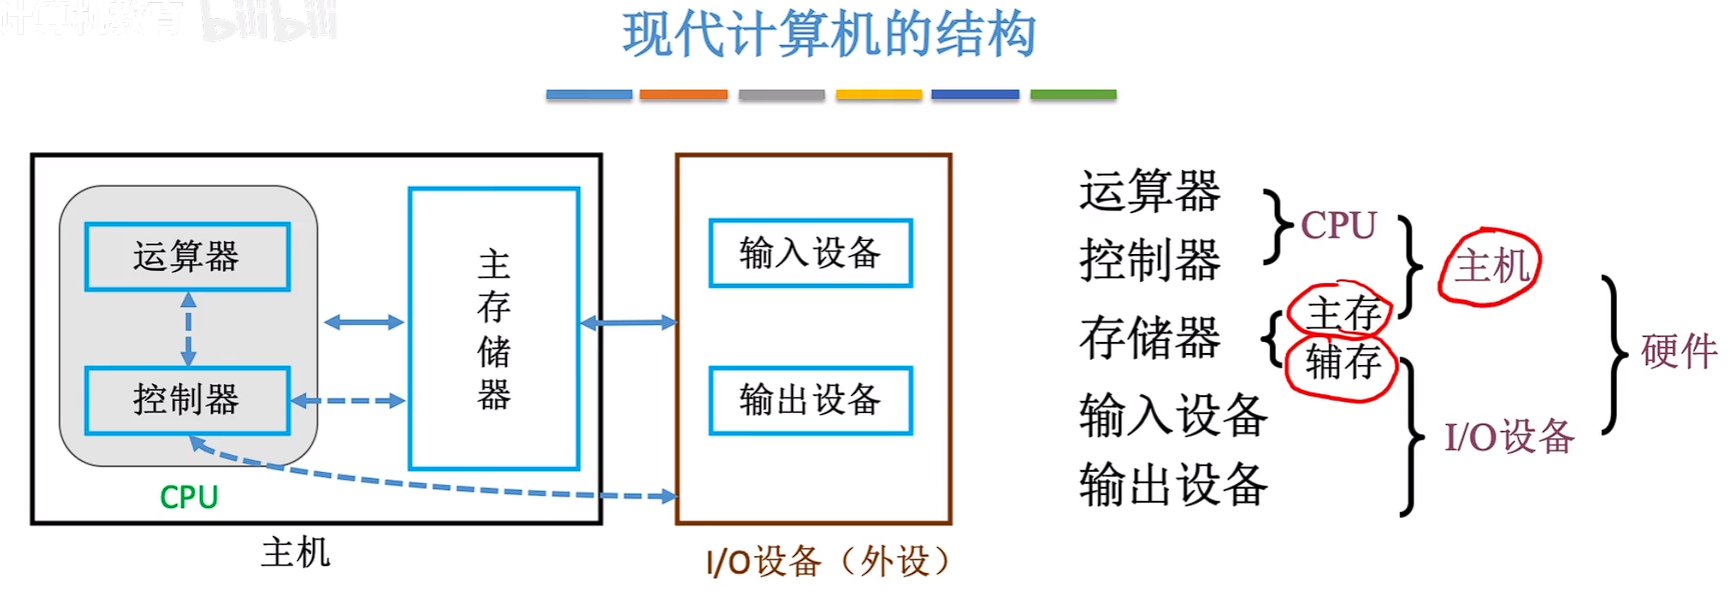 计算机教育 bilibili
现代计算机的结构
运算器
控制器
CPU
主存储器
主机
输入设备
输出设备
I/O设备（外设）
运算器
控制器
CPU
存储器
主存
辅存
主机
输入设备
输出设备
I/O设备
硬件